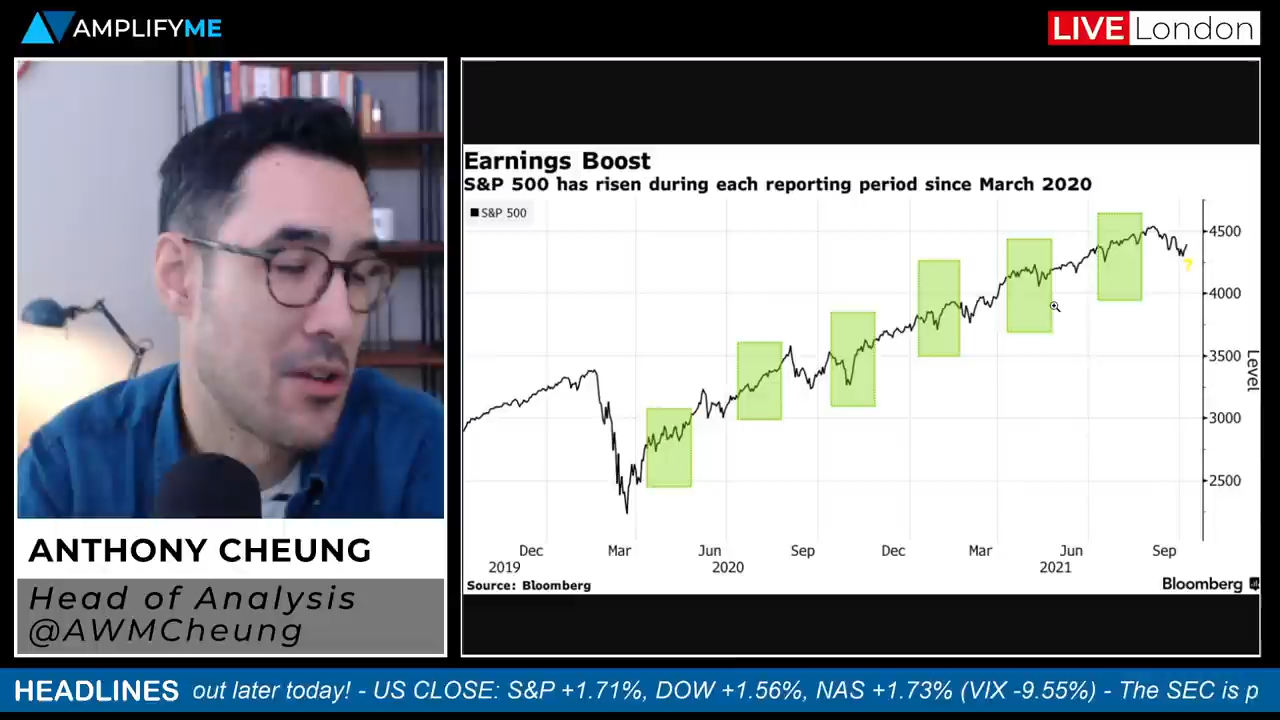 AMPLIFYME
LIVE London
Earnings Boost
S&P 500 has risen during each reporting period since March 2020
S&P 500
4500
?
4000
3500
Level
3000
2500
Dec Mar Jun Sep Dec Mar Jun Sep
2019 2020 2021
Source: Bloomberg
Bloomberg
ANTHONY CHEUNG
Head of Analysis
@AWMCheung
HEADLINES out later today! - US CLOSE: S&P +1.71%, DOW +1.56%, NAS +1.73% (VIX -9.55%) - The SEC is p